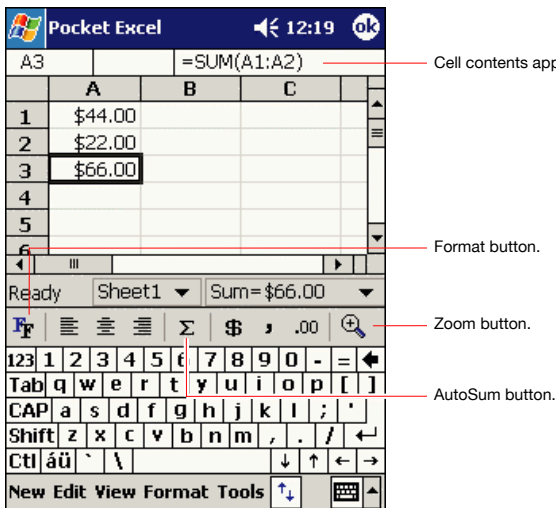 Pocket Excel 12:19 ok
A3 =SUM(A1:A2)
Cell contents app
A B C
1 $44.00
2 $22.00
3 $66.00
4
5
6
Format button.
Ready Sheet1 Sum=$66.00
FF Σ $ , .00
Zoom button.
123 1 2 3 4 5 6 7 8 9 0 - =
Tab q w e r t y u i o p [ ]
AutoSum button.
CAP a s d f g h j k l ; '
Shift z x c v b n m , . /
Ctl áü ` \ ↓ ↑ ← →
New Edit View Format Tools